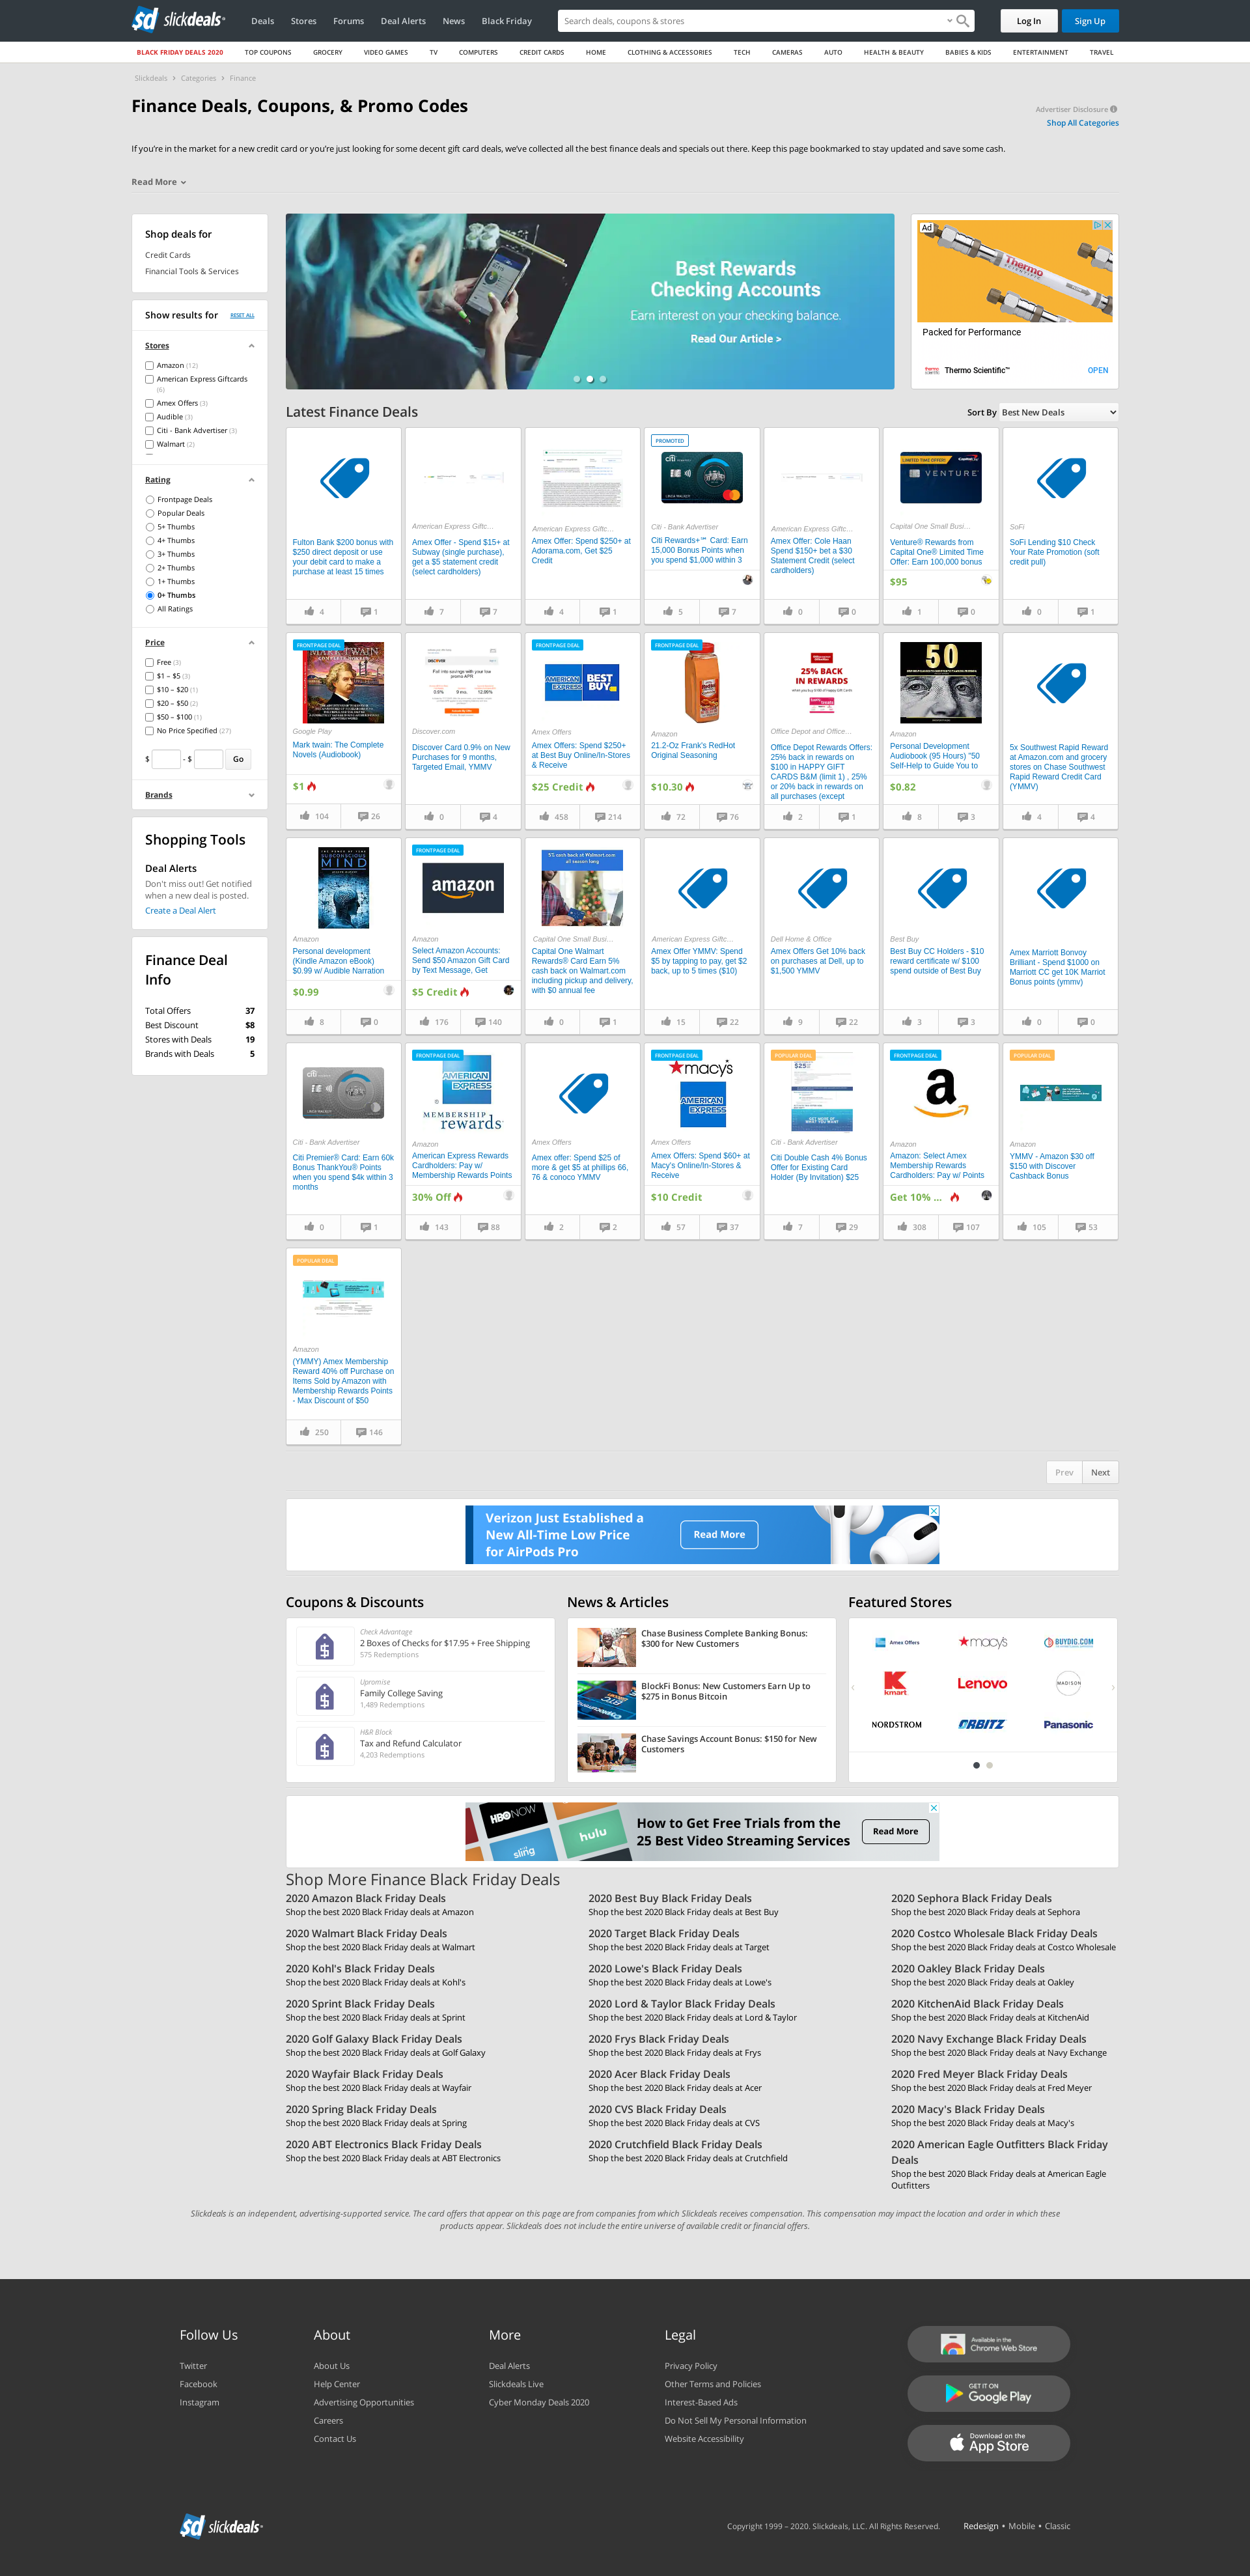 slickdeals
Deals
Stores
Forums
Deal Alerts
News
Black Friday
Search deals, coupons & stores
Log In
Sign Up
BLACK FRIDAY DEALS 2020
TOP COUPONS
GROCERY
VIDEO GAMES
TV
COMPUTERS
CREDIT CARDS
HOME
CLOTHING & ACCESSORIES
TECH
CAMERAS
AUTO
HEALTH & BEAUTY
BABIES & KIDS
ENTERTAINMENT
TRAVEL
Slickdeals > Categories > Finance
Finance Deals, Coupons, & Promo Codes
Advertiser Disclosure
Shop All Categories
If you're in the market for a new credit card or you're just looking for some decent gift card deals, we've collected all the best finance deals and specials out there. Keep this page bookmarked to stay updated and save some cash.
Read More
Shop deals for
Credit Cards
Financial Tools & Services
Show results for
RESET ALL
Stores
Amazon (12)
American Express Giftcards
(6)
Amex Offers (3)
Audible (3)
Citi - Bank Advertiser (3)
Walmart (2)
Rating
Frontpage Deals
Popular Deals
5+ Thumbs
4+ Thumbs
3+ Thumbs
2+ Thumbs
1+ Thumbs
0+ Thumbs
All Ratings
Price
Free (3)
$1 – $5 (3)
$10 – $20 (1)
$20 – $50 (2)
$50 – $100 (1)
No Price Specified (27)
$ - $ Go
Brands
Shopping Tools
Deal Alerts
Don't miss out! Get notified
when a new deal is posted.
Create a Deal Alert
Finance Deal
Info
Total Offers 37
Best Discount $8
Stores with Deals 19
Brands with Deals 5
Best Rewards
Checking Accounts
Earn interest on your checking balance.
Read Our Article >
Ad
Thermo
Packed for Performance
Thermo Scientific™
OPEN
Latest Finance Deals
Sort By
Best New Deals
Fulton Bank $200 bonus with
$250 direct deposit or use
your debit card to make a
purchase at least 15 times
4 1
American Express Giftc...
Amex Offer - Spend $15+ at
Subway (single purchase),
get a $5 statement credit
(select cardholders)
7 7
American Express Giftc...
Amex Offer: Spend $250+ at
Adorama.com, Get $25
Credit
4 1
PROMOTED
citi
Citi - Bank Advertiser
Citi Rewards+℠ Card: Earn
15,000 Bonus Points when
you spend $1,000 within 3
5 7
American Express Giftc...
Amex Offer: Cole Haan
Spend $150+ bet a $30
Statement Credit (select
cardholders)
0 0
LIMITED TIME OFFER:
VENTURE
Capital One Small Busi...
Venture® Rewards from
Capital One® Limited Time
Offer: Earn 100,000 bonus
$95
1 0
SoFi
SoFi Lending $10 Check
Your Rate Promotion (soft
credit pull)
0 1
FRONTPAGE DEAL
MARK TWAIN
Google Play
Mark twain: The Complete
Novels (Audiobook)
$1
104 26
DISCOVER
Fall into savings with your low
promo APR
Discover.com
Discover Card 0.9% on New
Purchases for 9 months,
Targeted Email, YMMV
0 4
FRONTPAGE DEAL
AMERICAN EXPRESS
BEST BUY
Amex Offers
Amex Offers: Spend $250+
at Best Buy Online/In-Stores
& Receive
$25 Credit
458 214
FRONTPAGE DEAL
Amazon
21.2-Oz Frank's RedHot
Original Seasoning
$10.30
72 76
25% BACK
IN REWARDS
Office Depot and Office...
Office Depot Rewards Offers:
25% back in rewards on
$100 in HAPPY GIFT
CARDS B&M (limit 1) , 25%
or 20% back in rewards on
all purchases (except
2 1
50
Amazon
Personal Development
Audiobook (95 Hours) "50
Self-Help to Guide You to
$0.82
8 3
5x Southwest Rapid Reward
at Amazon.com and grocery
stores on Chase Southwest
Rapid Reward Credit Card
(YMMV)
4 4
SUBCONSCIOUS
MIND
Amazon
Personal development
(Kindle Amazon eBook)
$0.99 w/ Audible Narration
$0.99
8 0
FRONTPAGE DEAL
amazon
Amazon
Select Amazon Accounts:
Send $50 Amazon Gift Card
by Text Message, Get
$5 Credit
176 140
5% cash back at Walmart.com
all season long
Capital One Small Busi...
Capital One Walmart
Rewards® Card Earn 5%
cash back on Walmart.com
including pickup and delivery,
with $0 annual fee
0 1
American Express Giftc...
Amex Offer YMMV: Spend
$5 by tapping to pay, get $2
back, up to 5 times ($10)
15 22
Dell Home & Office
Amex Offers Get 10% back
on purchases at Dell, up to
$1,500 YMMV
9 22
Best Buy
Best Buy CC Holders - $10
reward certificate w/ $100
spend outside of Best Buy
3 3
Amex Marriott Bonvoy
Brilliant - Spend $1000 on
Marriott CC get 10K Marriot
Bonus points (ymmv)
0 0
citi
Citi - Bank Advertiser
Citi Premier® Card: Earn 60k
Bonus ThankYou® Points
when you spend $4k within 3
months
0 1
FRONTPAGE DEAL
AMERICAN EXPRESS
MEMBERSHIP
rewards
Amazon
American Express Rewards
Cardholders: Pay w/
Membership Rewards Points
30% Off
143 88
Amex Offers
Amex offer: Spend $25 of
more & get $5 at phillips 66,
76 & conoco YMMV
2 2
FRONTPAGE DEAL
macys
AMERICAN EXPRESS
Amex Offers
Amex Offers: Spend $60+ at
Macy's Online/In-Stores &
Receive
$10 Credit
57 37
POPULAR DEAL
Citi - Bank Advertiser
Citi Double Cash 4% Bonus
Offer for Existing Card
Holder (By Invitation) $25
7 29
FRONTPAGE DEAL
a
Amazon
Amazon: Select Amex
Membership Rewards
Cardholders: Pay w/ Points
Get 10% ...
308 107
POPULAR DEAL
Amazon
YMMV - Amazon $30 off
$150 with Discover
Cashback Bonus
105 53
POPULAR DEAL
Amazon
(YMMY) Amex Membership
Reward 40% off Purchase on
Items Sold by Amazon with
Membership Rewards Points
- Max Discount of $50
250 146
Prev Next
Verizon Just Established a
New All-Time Low Price
for AirPods Pro
Read More
Coupons & Discounts
Check Advantage
2 Boxes of Checks for $17.95 + Free Shipping
575 Redemptions
Upromise
Family College Saving
1,489 Redemptions
H&R Block
Tax and Refund Calculator
4,203 Redemptions
News & Articles
Chase Business Complete Banking Bonus:
$300 for New Customers
BlockFi Bonus: New Customers Earn Up to
$275 in Bonus Bitcoin
Chase Savings Account Bonus: $150 for New
Customers
Featured Stores
Amex Offers
macys
BUYDIG.COM
Kmart
Lenovo
MADISON
NORDSTROM
ORBITZ
Panasonic
HBO NOW
hulu
sling
How to Get Free Trials from the
25 Best Video Streaming Services
Read More
Shop More Finance Black Friday Deals
2020 Amazon Black Friday Deals
Shop the best 2020 Black Friday deals at Amazon
2020 Best Buy Black Friday Deals
Shop the best 2020 Black Friday deals at Best Buy
2020 Sephora Black Friday Deals
Shop the best 2020 Black Friday deals at Sephora
2020 Walmart Black Friday Deals
Shop the best 2020 Black Friday deals at Walmart
2020 Target Black Friday Deals
Shop the best 2020 Black Friday deals at Target
2020 Costco Wholesale Black Friday Deals
Shop the best 2020 Black Friday deals at Costco Wholesale
2020 Kohl's Black Friday Deals
Shop the best 2020 Black Friday deals at Kohl's
2020 Lowe's Black Friday Deals
Shop the best 2020 Black Friday deals at Lowe's
2020 Oakley Black Friday Deals
Shop the best 2020 Black Friday deals at Oakley
2020 Sprint Black Friday Deals
Shop the best 2020 Black Friday deals at Sprint
2020 Lord & Taylor Black Friday Deals
Shop the best 2020 Black Friday deals at Lord & Taylor
2020 KitchenAid Black Friday Deals
Shop the best 2020 Black Friday deals at KitchenAid
2020 Golf Galaxy Black Friday Deals
Shop the best 2020 Black Friday deals at Golf Galaxy
2020 Frys Black Friday Deals
Shop the best 2020 Black Friday deals at Frys
2020 Navy Exchange Black Friday Deals
Shop the best 2020 Black Friday deals at Navy Exchange
2020 Wayfair Black Friday Deals
Shop the best 2020 Black Friday deals at Wayfair
2020 Acer Black Friday Deals
Shop the best 2020 Black Friday deals at Acer
2020 Fred Meyer Black Friday Deals
Shop the best 2020 Black Friday deals at Fred Meyer
2020 Spring Black Friday Deals
Shop the best 2020 Black Friday deals at Spring
2020 CVS Black Friday Deals
Shop the best 2020 Black Friday deals at CVS
2020 Macy's Black Friday Deals
Shop the best 2020 Black Friday deals at Macy's
2020 ABT Electronics Black Friday Deals
Shop the best 2020 Black Friday deals at ABT Electronics
2020 Crutchfield Black Friday Deals
Shop the best 2020 Black Friday deals at Crutchfield
2020 American Eagle Outfitters Black Friday
Deals
Shop the best 2020 Black Friday deals at American Eagle
Outfitters
Slickdeals is an independent, advertising-supported service. The card offers that appear on this page are from companies from which Slickdeals receives compensation. This compensation may impact the location and order in which these
products appear. Slickdeals does not include the entire universe of available credit or financial offers.
Follow Us
Twitter
Facebook
Instagram
About
About Us
Help Center
Advertising Opportunities
Careers
Contact Us
More
Deal Alerts
Slickdeals Live
Cyber Monday Deals 2020
Legal
Privacy Policy
Other Terms and Policies
Interest-Based Ads
Do Not Sell My Personal Information
Website Accessibility
Available in the
Chrome Web Store
GET IT ON
Google Play
Download on the
App Store
slickdeals
Copyright 1999 – 2020. Slickdeals, LLC. All Rights Reserved.
Redesign • Mobile • Classic